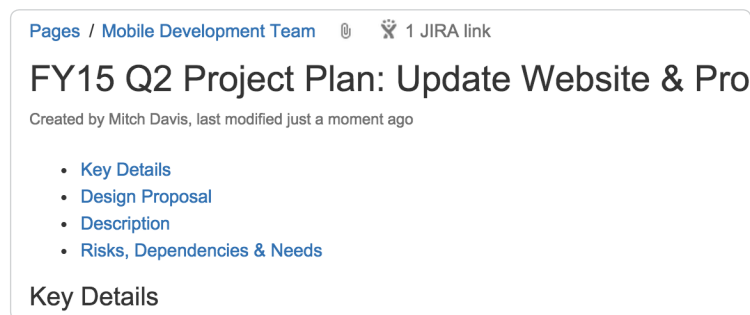 Pages / Mobile Development Team 1 JIRA link
FY15 Q2 Project Plan: Update Website & Pro
Created by Mitch Davis, last modified just a moment ago
• Key Details
• Design Proposal
• Description
• Risks, Dependencies & Needs
Key Details